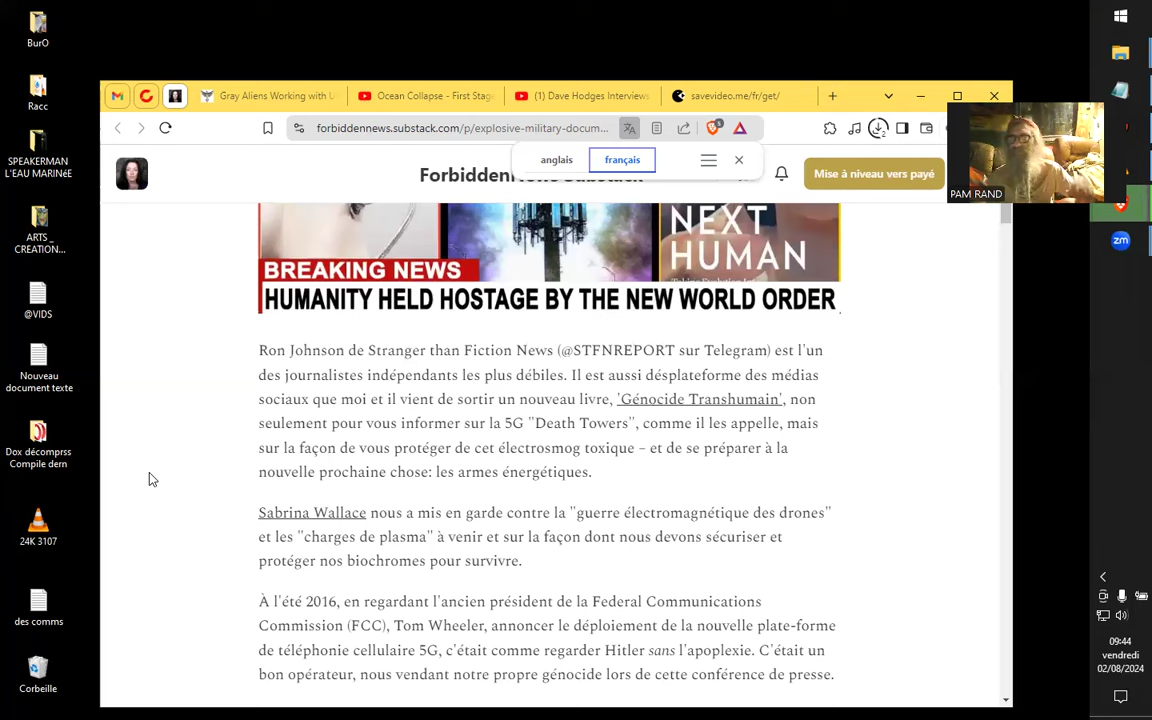 BurO
Racc
SPEAKERMAN
L'EAU MARINéE
ARTS _
CREATION...
@VIDS
Nouveau
document texte
Dox décomprss
Compile dern
24K 3107
des comms
Corbeille
Gray Aliens Working with U
Ocean Collapse - First Stage
(1) Dave Hodges Interviews
savevideo.me/fr/get/
forbiddennews.substack.com/p/explosive-military-docum...
5
2
anglais
français
Mise à niveau vers payé
PAM RAND
zm
NEXT
HUMAN
BREAKING NEWS
HUMANITY HELD HOSTAGE BY THE NEW WORLD ORDER
Ron Johnson de Stranger than Fiction News (@STFNREPORT sur Telegram) est l'un
des journalistes indépendants les plus débiles. Il est aussi désplateforme des médias
sociaux que moi et il vient de sortir un nouveau livre, 'Génocide Transhumain', non
seulement pour vous informer sur la 5G "Death Towers", comme il les appelle, mais
sur la façon de vous protéger de cet électrosmog toxique – et de se préparer à la
nouvelle prochaine chose: les armes énergétiques.
Sabrina Wallace nous a mis en garde contre la "guerre électromagnétique des drones"
et les "charges de plasma" à venir et sur la façon dont nous devons sécuriser et
protéger nos biochromes pour survivre.
À l'été 2016, en regardant l'ancien président de la Federal Communications
Commission (FCC), Tom Wheeler, annoncer le déploiement de la nouvelle plate-forme
de téléphonie cellulaire 5G, c'était comme regarder Hitler sans l'apoplexie. C'était un
bon opérateur, nous vendant notre propre génocide lors de cette conférence de presse.
09:44
vendredi
02/08/2024